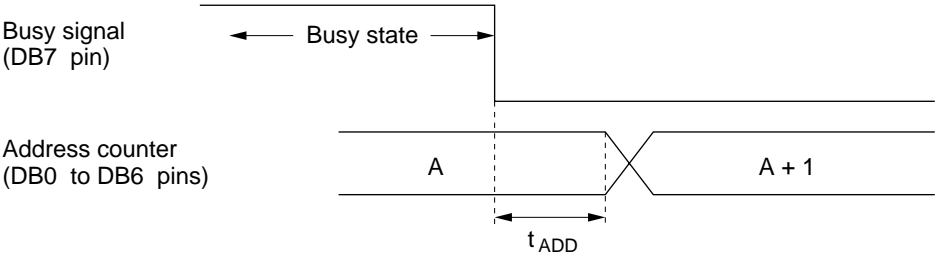 Busy signal
(DB7 pin)
Busy state
Address counter
(DB0 to DB6 pins)
A
A + 1
t ADD